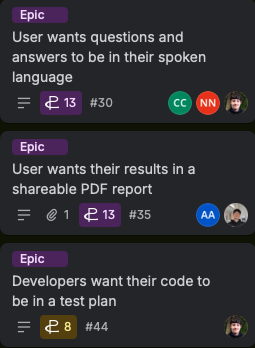 Epic
User wants questions and
answers to be in their spoken
language
13 #30 CC NN
Epic
User wants their results in a
shareable PDF report
1 13 #35 AA
Epic
Developers want their code to
be in a test plan
8 #44